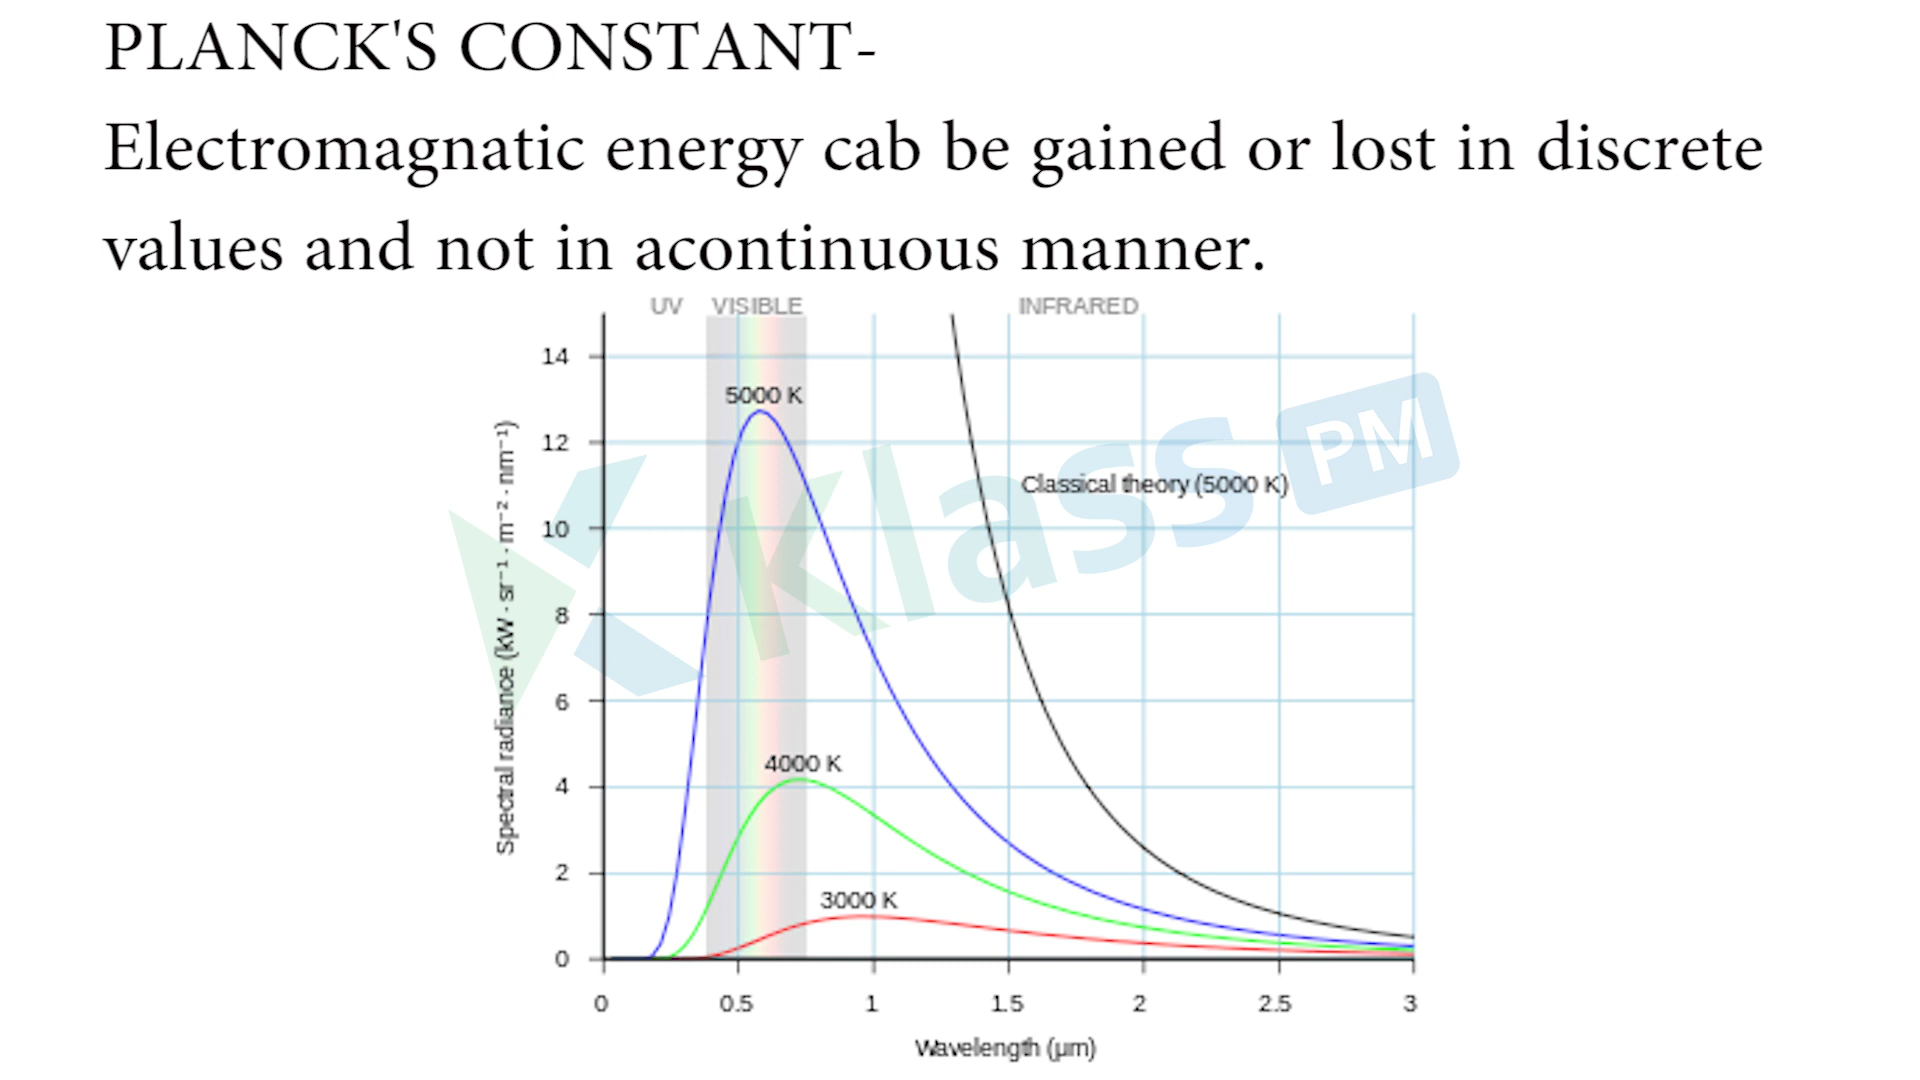 PLANCK'S CONSTANT-
Electromagnatic energy cab be gained or lost in discrete
values and not in acontinuous manner.
UV VISIBLE INFRARED
14
5000 K
12
Classical theory (5000 K)
10
8
6
4000 K
4
3000 K
2
0
0 0.5 1 1.5 2 2.5 3
Wavelength (µm)
Spectral radiance (kW · sr⁻¹ · m⁻² · nm⁻¹)
Klass PM